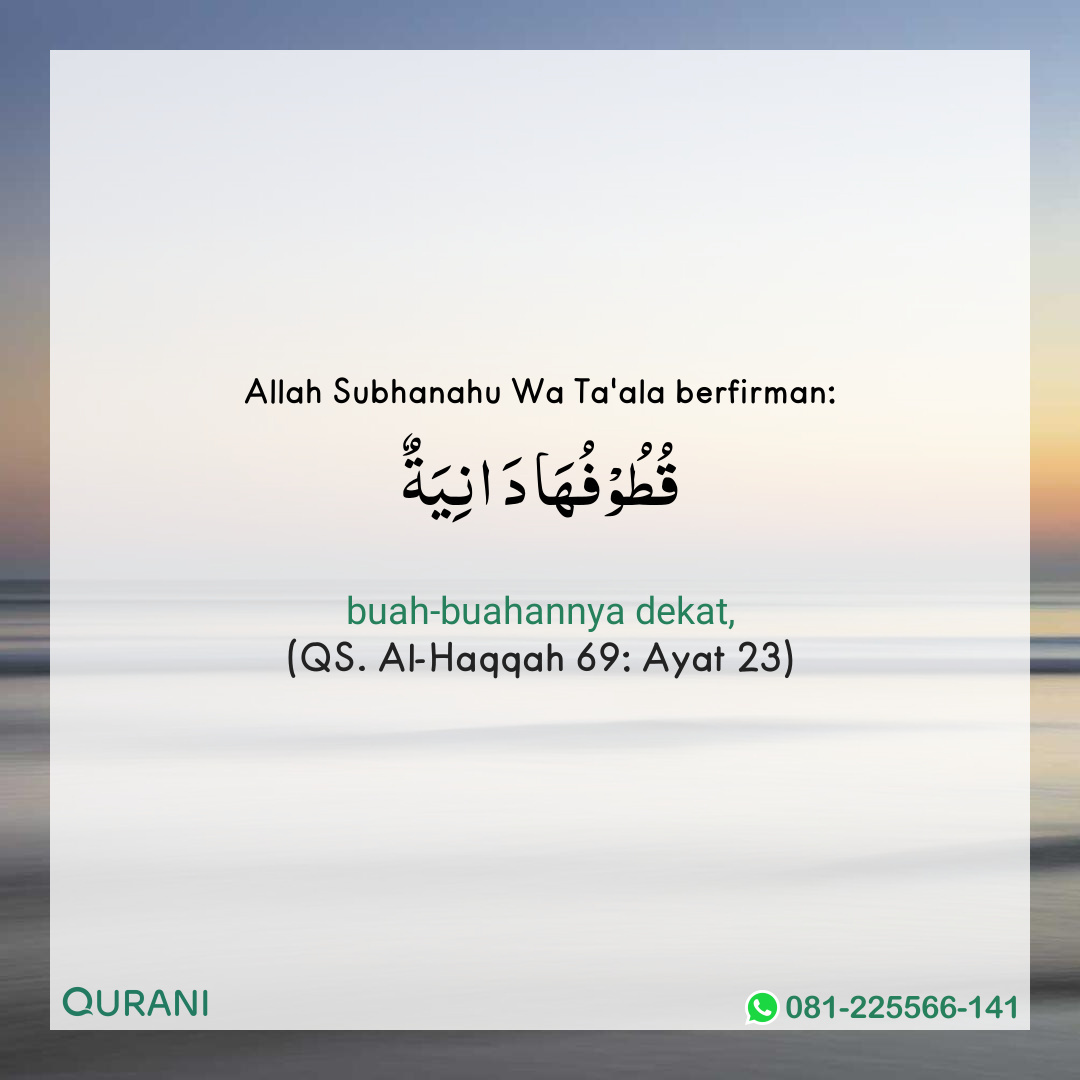 Allah Subhanahu Wa Ta'ala berfirman:
قُطُوْفُهَا دَا نِيَةٌ
buah-buahannya dekat,
(QS. Al-Haqqah 69: Ayat 23)
QURANI
081-225566-141